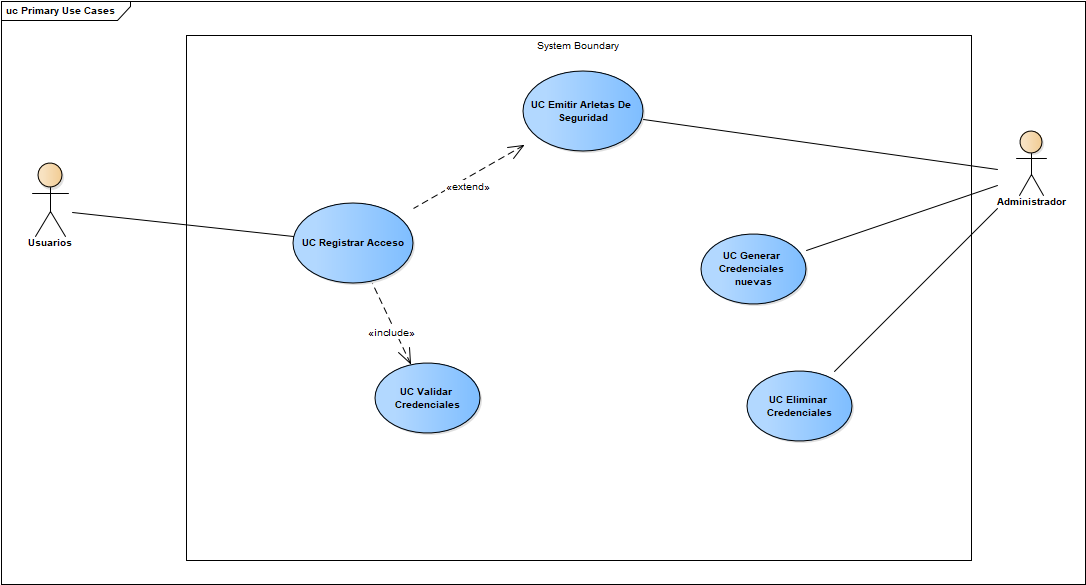 uc Primary Use Cases
System Boundary
UC Emitir Arletas De
Seguridad
«extend»
Administrador
Usuarios
UC Registrar Acceso
UC Generar
Credenciales
nuevas
«include»
UC Validar
Credenciales
UC Eliminar
Credenciales